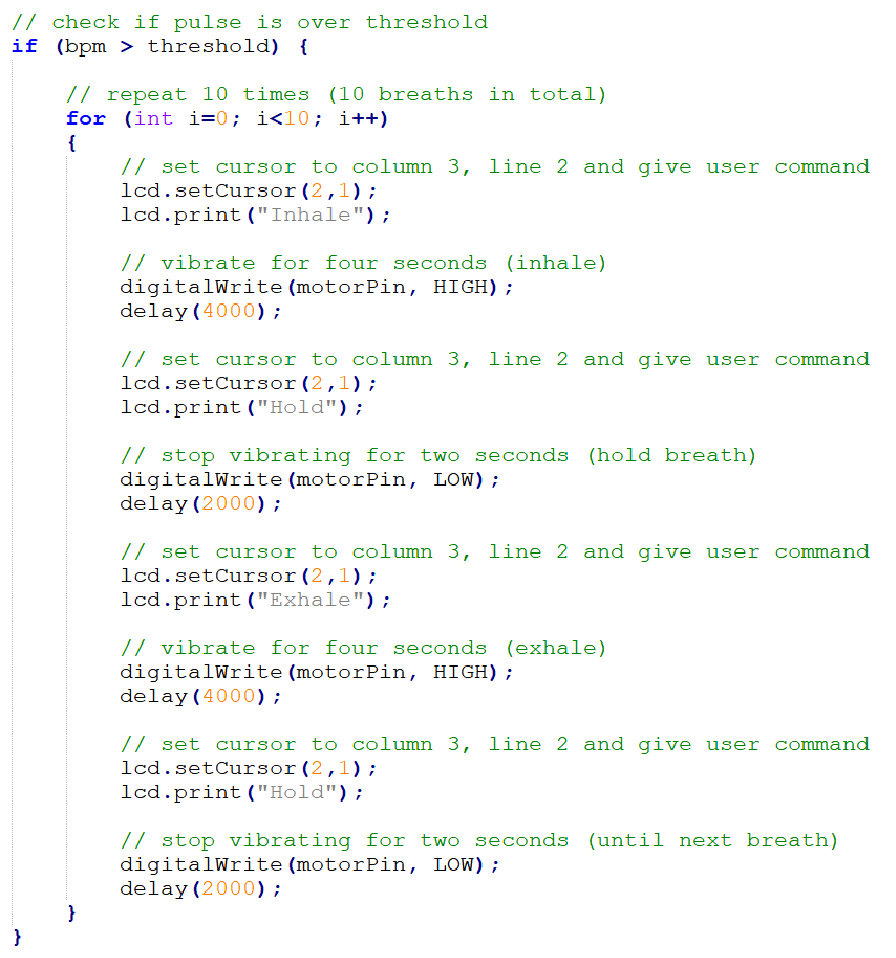 // check if pulse is over threshold
if (bpm > threshold) {
// repeat 10 times (10 breaths in total)
for (int i=0; i<10; i++)
{
// set cursor to column 3, line 2 and give user command
lcd.setCursor(2,1);
lcd.print("Inhale");
// vibrate for four seconds (inhale)
digitalWrite(motorPin, HIGH);
delay(4000);
// set cursor to column 3, line 2 and give user command
lcd.setCursor(2,1);
lcd.print("Hold");
// stop vibrating for two seconds (hold breath)
digitalWrite(motorPin, LOW);
delay(2000);
// set cursor to column 3, line 2 and give user command
lcd.setCursor(2,1);
lcd.print("Exhale");
// vibrate for four seconds (exhale)
digitalWrite(motorPin, HIGH);
delay(4000);
// set cursor to column 3, line 2 and give user command
lcd.setCursor(2,1);
lcd.print("Hold");
// stop vibrating for two seconds (until next breath)
digitalWrite(motorPin, LOW);
delay(2000);
}
}